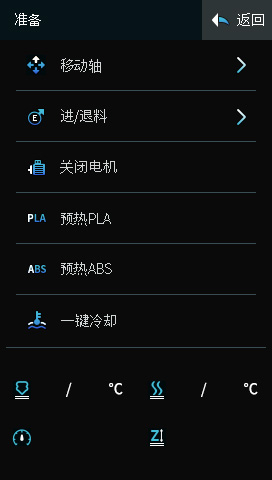 准备 返回
移动轴
E 进/退料
关闭电机
PLA 预热PLA
ABS 预热ABS
一键冷却
/ ℃ / ℃
Z